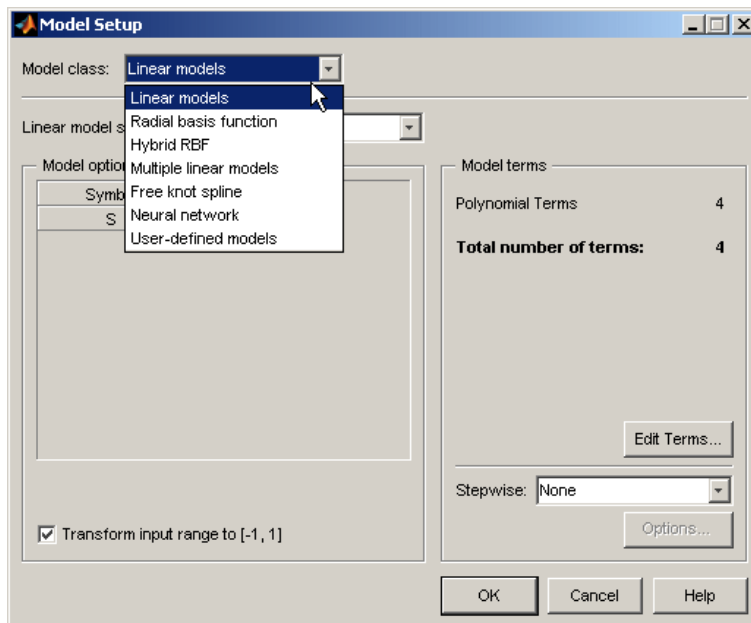 Model Setup
Model class: Linear models
Linear models
Radial basis function
Hybrid RBF
Multiple linear models
Free knot spline
Neural network
User-defined models
Linear model s
Model option
Symb
S
Transform input range to [-1, 1]
Model terms
Polynomial Terms 4
Total number of terms: 4
Edit Terms...
Stepwise: None
Options...
OK Cancel Help